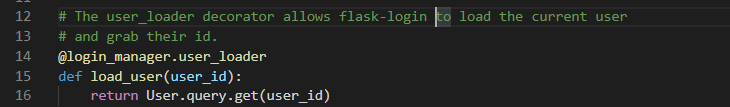 12 # The user_loader decorator allows flask-login to load the current user
13 # and grab their id.
14 @login_manager.user_loader
15 def load_user(user_id):
16     return User.query.get(user_id)